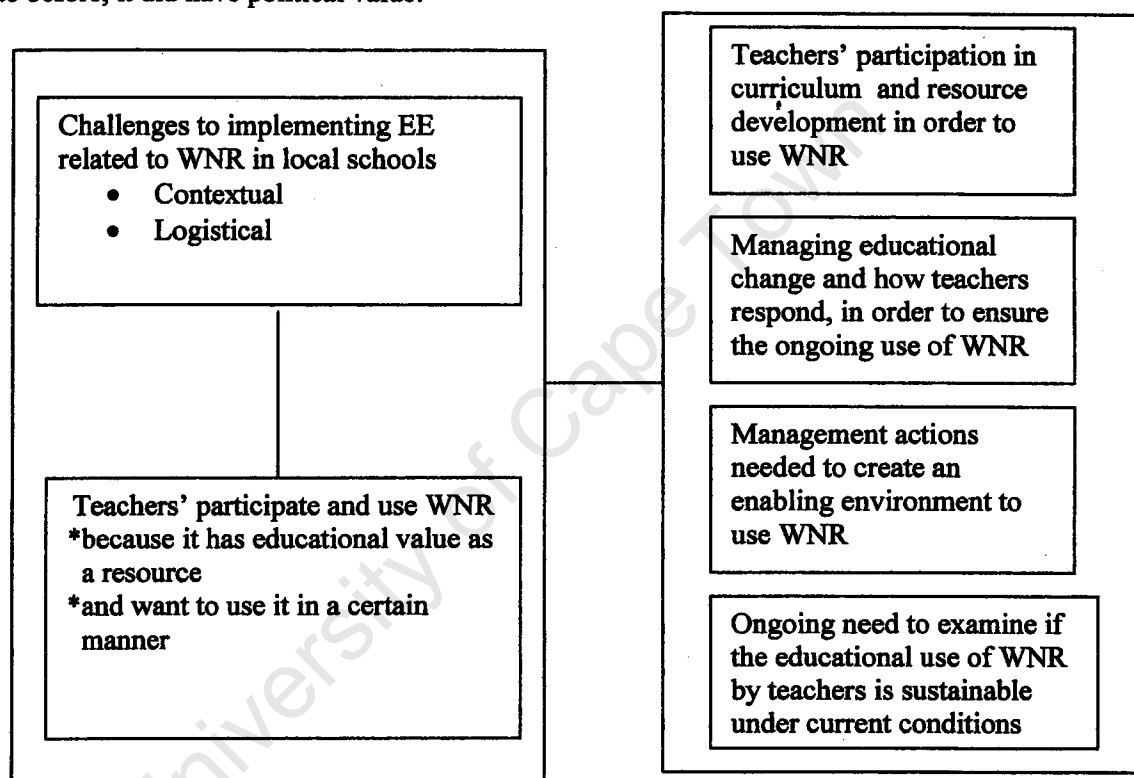 it did have political value.
Challenges to implementing EE
related to WNR in local schools
• Contextual
• Logistical
Teachers' participate and use WNR
*because it has educational value as
a resource
*and want to use it in a certain
manner
Teachers' participation in
curriculum and resource
development in order to
use WNR
Managing educational
change and how teachers
respond, in order to ensure
the ongoing use of WNR
Management actions
needed to create an
enabling environment to
use WNR
Ongoing need to examine if
the educational use of WNR
by teachers is sustainable
under current conditions
University of Cape Town